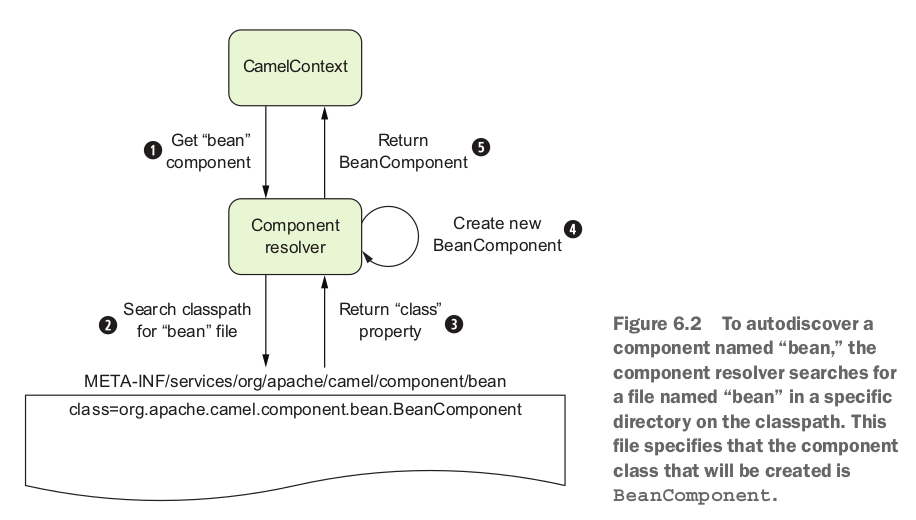 CamelContext
1 Get “bean”
component
Return
BeanComponent 5
Component
resolver
Create new
BeanComponent 4
2 Search classpath
for “bean” file
Return “class”
property 3
META-INF/services/org/apache/camel/component/bean
class=org.apache.camel.component.bean.BeanComponent
Figure 6.2 To autodiscover a
component named “bean,” the
component resolver searches for
a file named “bean” in a specific
directory on the classpath. This
file specifies that the component
class that will be created is
BeanComponent.